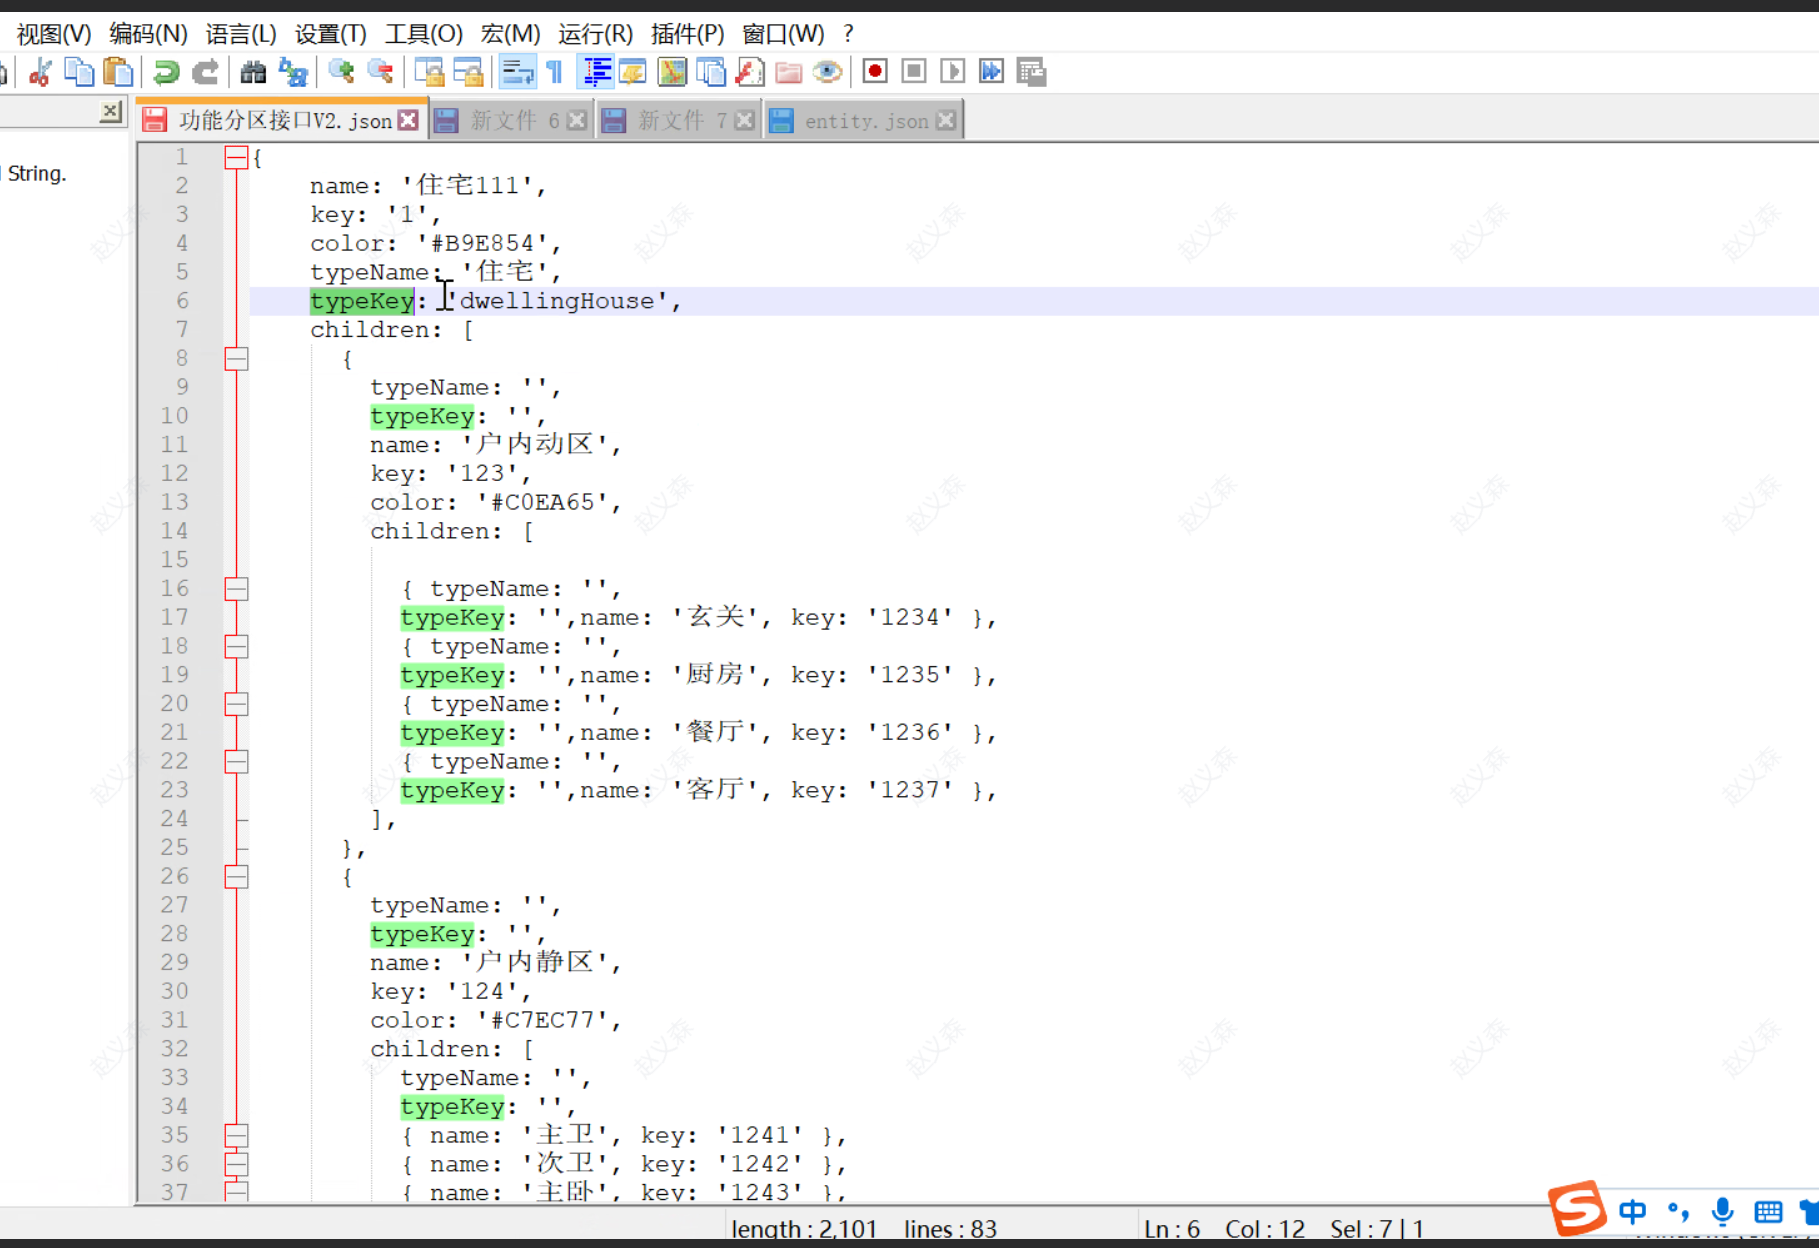 视图(V) 编码(N) 语言(L) 设置(T) 工具(O) 宏(M) 运行(R) 插件(P) 窗口(W) ?
功能分区接口V2.json 新文件 6 新文件 7 entity.json
String.
1 {
2 name: '住宅111',
3 key: '1',
4 color: '#B9E854',
5 typeName: '住宅',
6 typeKey: 'dwellingHouse',
7 children: [
8 {
9 typeName: '',
10 typeKey: '',
11 name: '户内动区',
12 key: '123',
13 color: '#C0EA65',
14 children: [
15
16 { typeName: '',
17 typeKey: '',name: '玄关', key: '1234' },
18 { typeName: '',
19 typeKey: '',name: '厨房', key: '1235' },
20 { typeName: '',
21 typeKey: '',name: '餐厅', key: '1236' },
22 { typeName: '',
23 typeKey: '',name: '客厅', key: '1237' },
24 ],
25 },
26 {
27 typeName: '',
28 typeKey: '',
29 name: '户内静区',
30 key: '124',
31 color: '#C7EC77',
32 children: [
33 typeName: '',
34 typeKey: '',
35 { name: '主卫', key: '1241' },
36 { name: '次卫', key: '1242' },
37 { name: '主卧', key: '1243' },
length : 2,101 lines : 83 Ln : 6 Col : 12 Sel : 7 | 1
中
赵义森